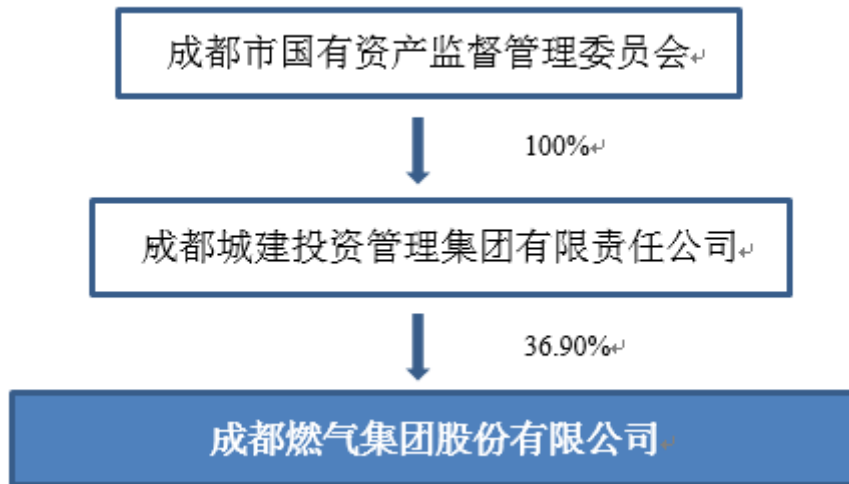 成都市国有资产监督管理委员会
100%
成都城建投资管理集团有限责任公司
36.90%
成都燃气集团股份有限公司